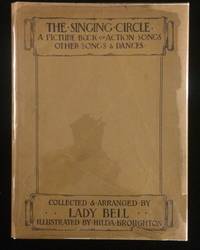 THE · SINGING · CIRCLE
A PICTURE BOOK OF ACTION SONGS
OTHER SONGS & DANCES
COLLECTED & ARRANGED BY
LADY BELL
ILLUSTRATED BY HILDA BROUGHTON